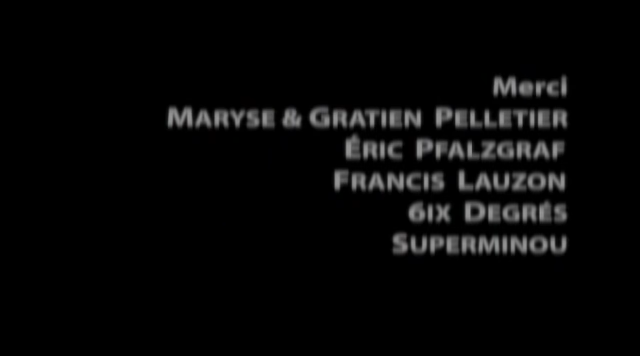 Merci
MARYSE & GRATIEN PELLETIER
ÉRIC PFALZGRAF
FRANCIS LAUZON
6IX DEGRÉS
SUPERMINOU